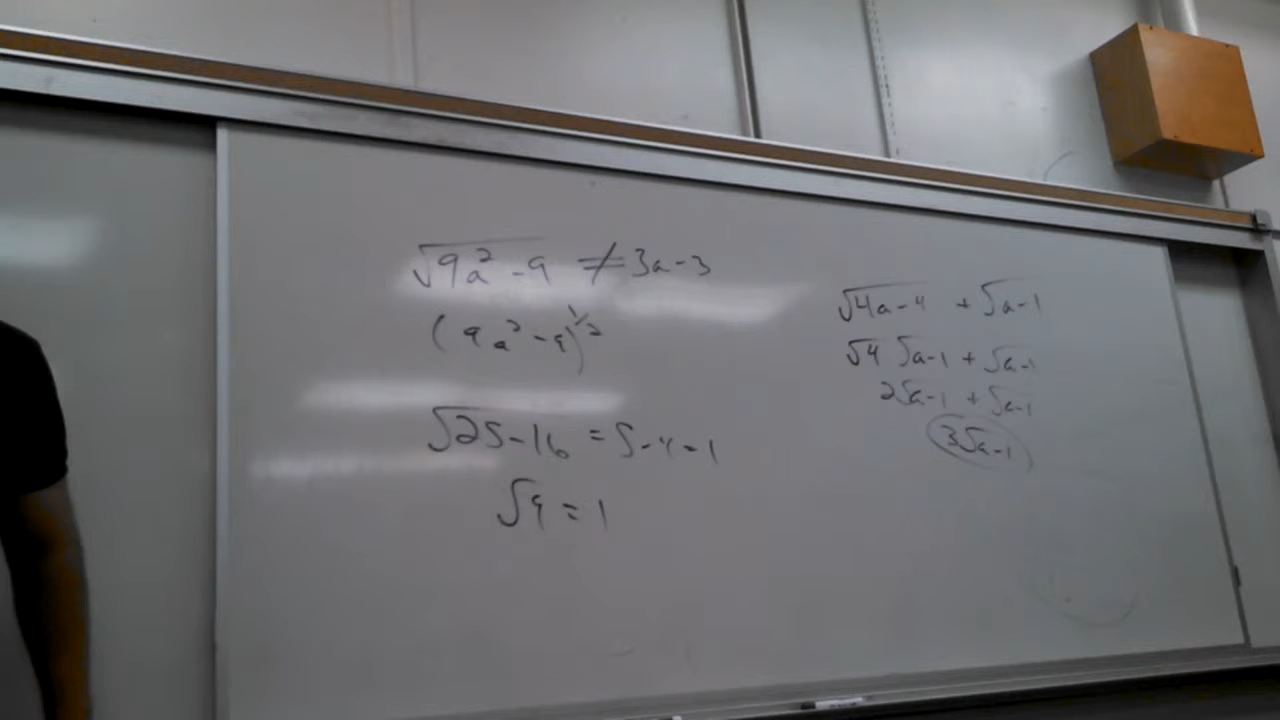 √9a² - 9 ≠ 3a - 3
(9a² - 9)^1/2
√25 - 16 = 5 - 4 = 1
√9 = 1
√4a - 4 + √a - 1
√4 √a - 1 + √a - 1
2√a - 1 + √a - 1
3√a - 1